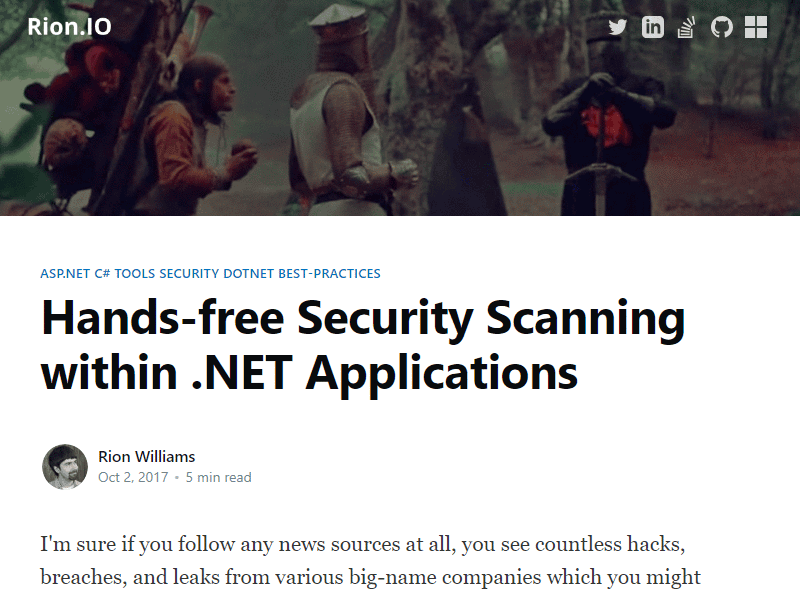 Rion.IO
ASP.NET C# TOOLS SECURITY DOTNET BEST-PRACTICES
Hands-free Security Scanning
within .NET Applications
Rion Williams
Oct 2, 2017 • 5 min read
I'm sure if you follow any news sources at all, you see countless hacks,
breaches, and leaks from various big-name companies which you might